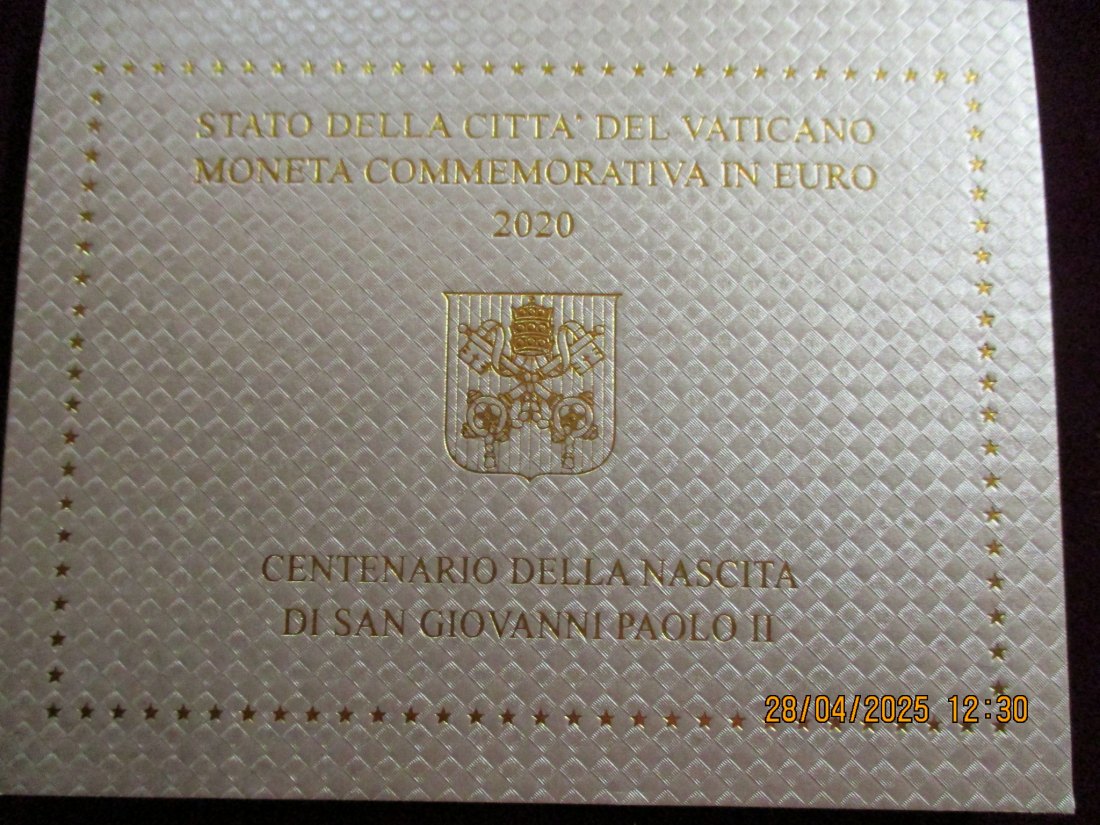 STATO DELLA CITTA' DEL VATICANO
MONETA COMMEMORATIVA IN EURO
2020
CENTENARIO DELLA NASCITA
DI SAN GIOVANNI PAOLO II
28/04/2025 12:30